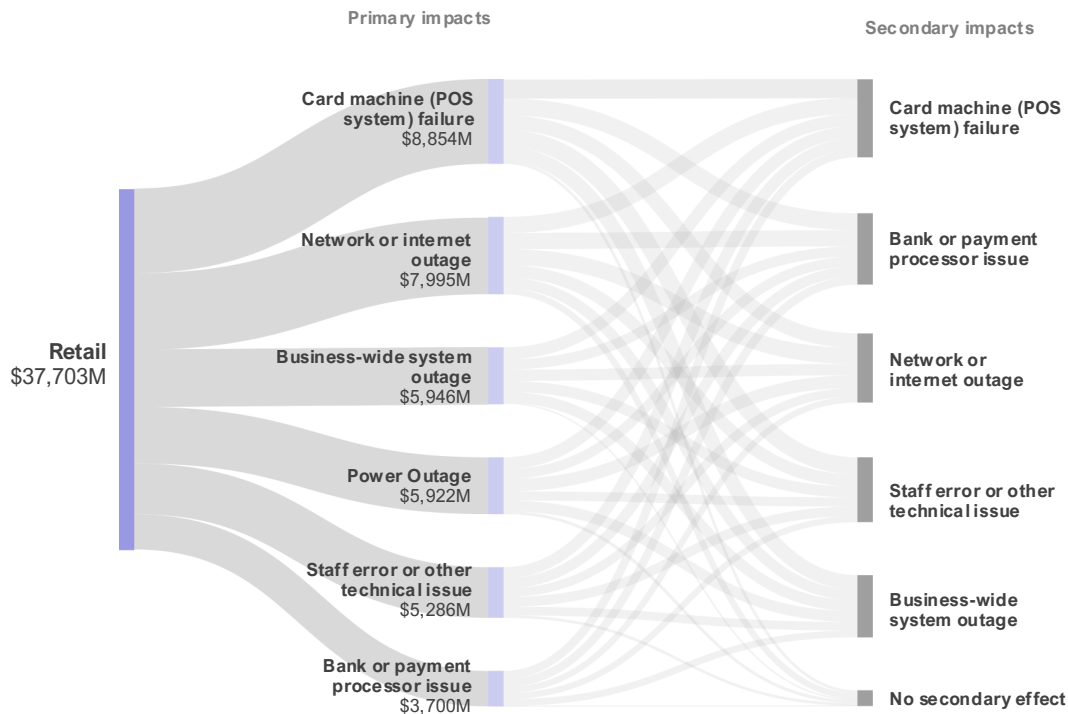 Primary impacts
Secondary impacts
Retail
$37,703M
Card machine (POS
system) failure
$8,854M
Network or internet
outage
$7,995M
Business-wide system
outage
$5,946M
Power Outage
$5,922M
Staff error or other
technical issue
$5,286M
Bank or payment
processor issue
$3,700M
Card machine (POS
system) failure
Bank or payment
processor issue
Network or
internet outage
Staff error or other
technical issue
Business-wide
system outage
No secondary effect